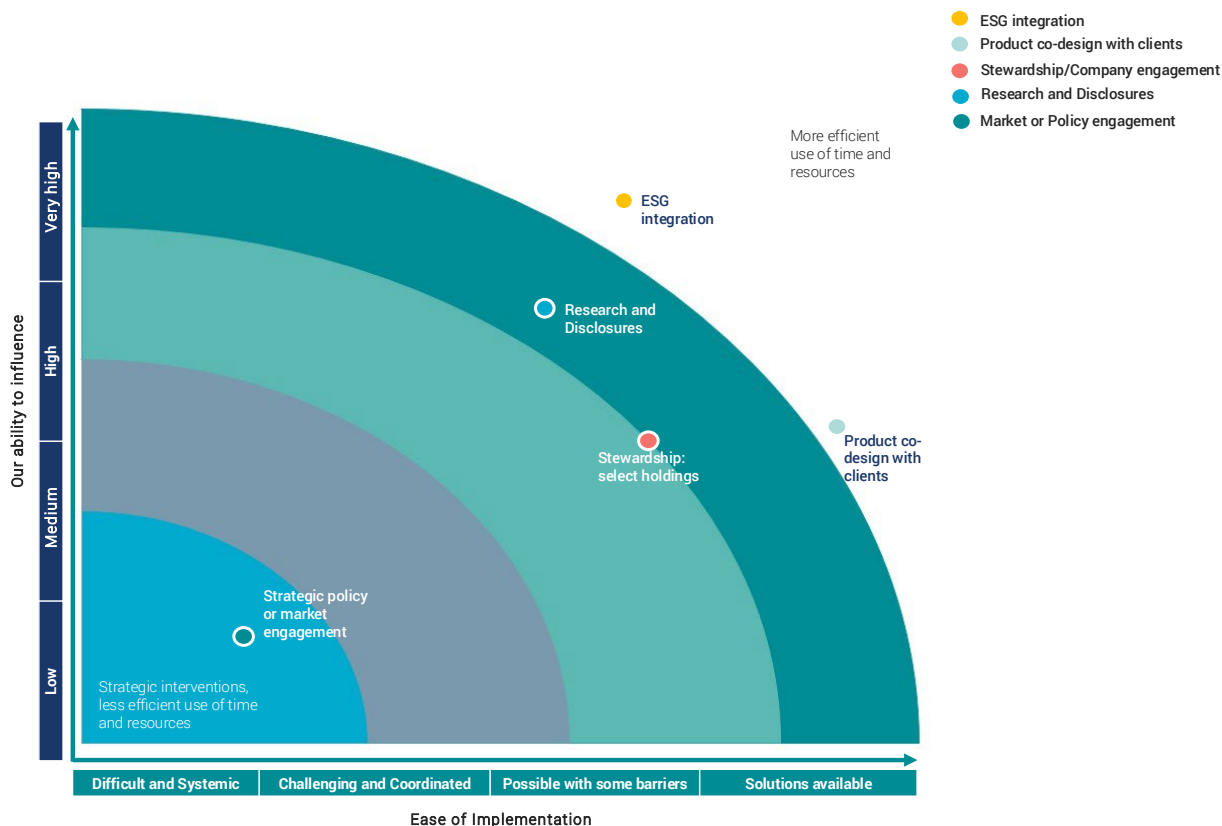 ESG integration
Product co-design with clients
Stewardship/Company engagement
Research and Disclosures
Market or Policy engagement
More efficient
use of time and
resources
Very high
High
Medium
Low
Our ability to influence
ESG
integration
Research and
Disclosures
Product co-
design with
clients
Stewardship:
select holdings
Strategic policy
or market
engagement
Strategic interventions,
less efficient use of time
and resources
Difficult and Systemic
Challenging and Coordinated
Possible with some barriers
Solutions available
Ease of Implementation